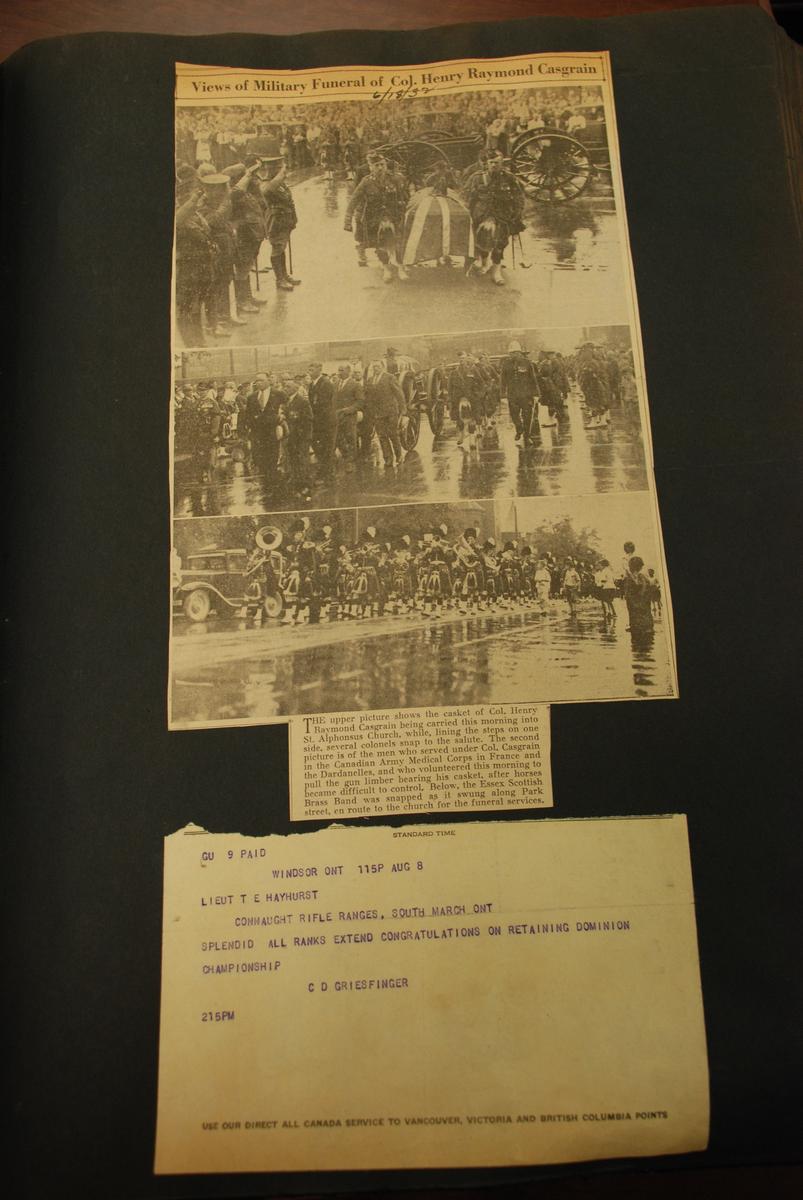 Views of Military Funeral of Col. Henry Raymond Casgrain
6/18/32
THE upper picture shows the casket of Col. Henry
Raymond Casgrain being carried this morning into
St. Alphonsus Church, while, lining the steps on one
side, several colonels snap to the salute. The second
picture is of the men who served under Col. Casgrain
in the Canadian Army Medical Corps in France and
the Dardanelles, and who volunteered this morning to
pull the gun limber bearing his casket, after horses
became difficult to control. Below, the Essex Scottish
Brass Band was snapped as it swung along Park
street, en route to the church for the funeral services.
STANDARD TIME
GU 9 PAID
WINDSOR ONT 115P AUG 8
LIEUT T E HAYHURST
CONNAUGHT RIFLE RANGES, SOUTH MARCH ONT
SPLENDID ALL RANKS EXTEND CONGRATULATIONS ON RETAINING DOMINION
CHAMPIONSHIP
C D GRIESFINGER
215PM
USE OUR DIRECT ALL CANADA SERVICE TO VANCOUVER, VICTORIA AND BRITISH COLUMBIA POINTS